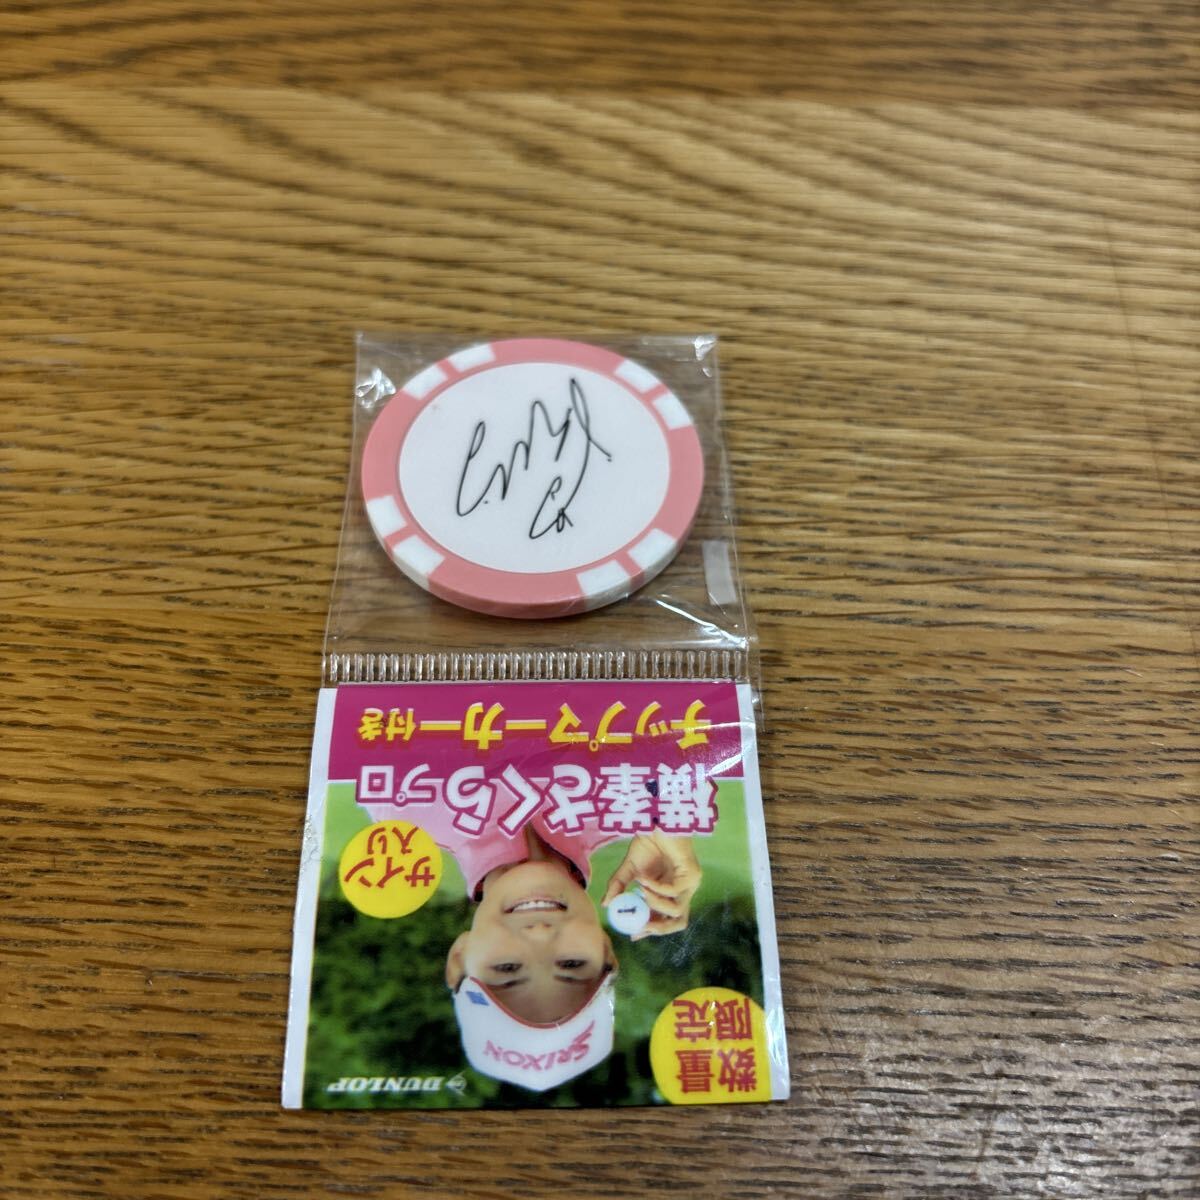 数量
限定
DUNLOP
SRIXON
サイン
入り
横峯さくらプロ
チップマーカー付き